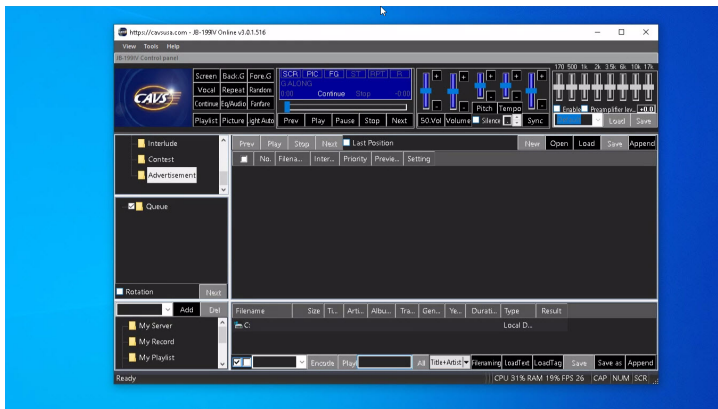 https://cavsusa.com - JB-199IV Online v3.0.1.516
View Tools Help
JB-199IV Control panel
CAVS
Screen Back.G Fore.G
Vocal Repeat Random
Continue Eq/Audio Fanfare
Playlist Picture ight Auto
SCR PIC FG ST RPT R
G ALONG
0:00 Continue Stop -0:00
Prev Play Pause Stop Next
Pitch Tempo
SO.Vol Volume Silence Sync
170 500 1k 2k 3.5k 6k 10k 17k
Enable Preamplifier lev... +0.0
Load Save
Interlude
Contest
Advertisement
Prev Play Stop Next Last Position New Open Load Save Append
No. Filena... Inter... Priority Previe... Setting
Queue
Rotation Next
Add Del
My Server
My Record
My Playlist
Filename Size Ti... Arti... Albu... Tra... Gen... Ye... Durati... Type Result
C: Local D...
Encode Play All Title+Artist Filenaming LoadText LoadTag Save Save as Append
Ready CPU 31% RAM 19% FPS 26 CAP NUM SCR